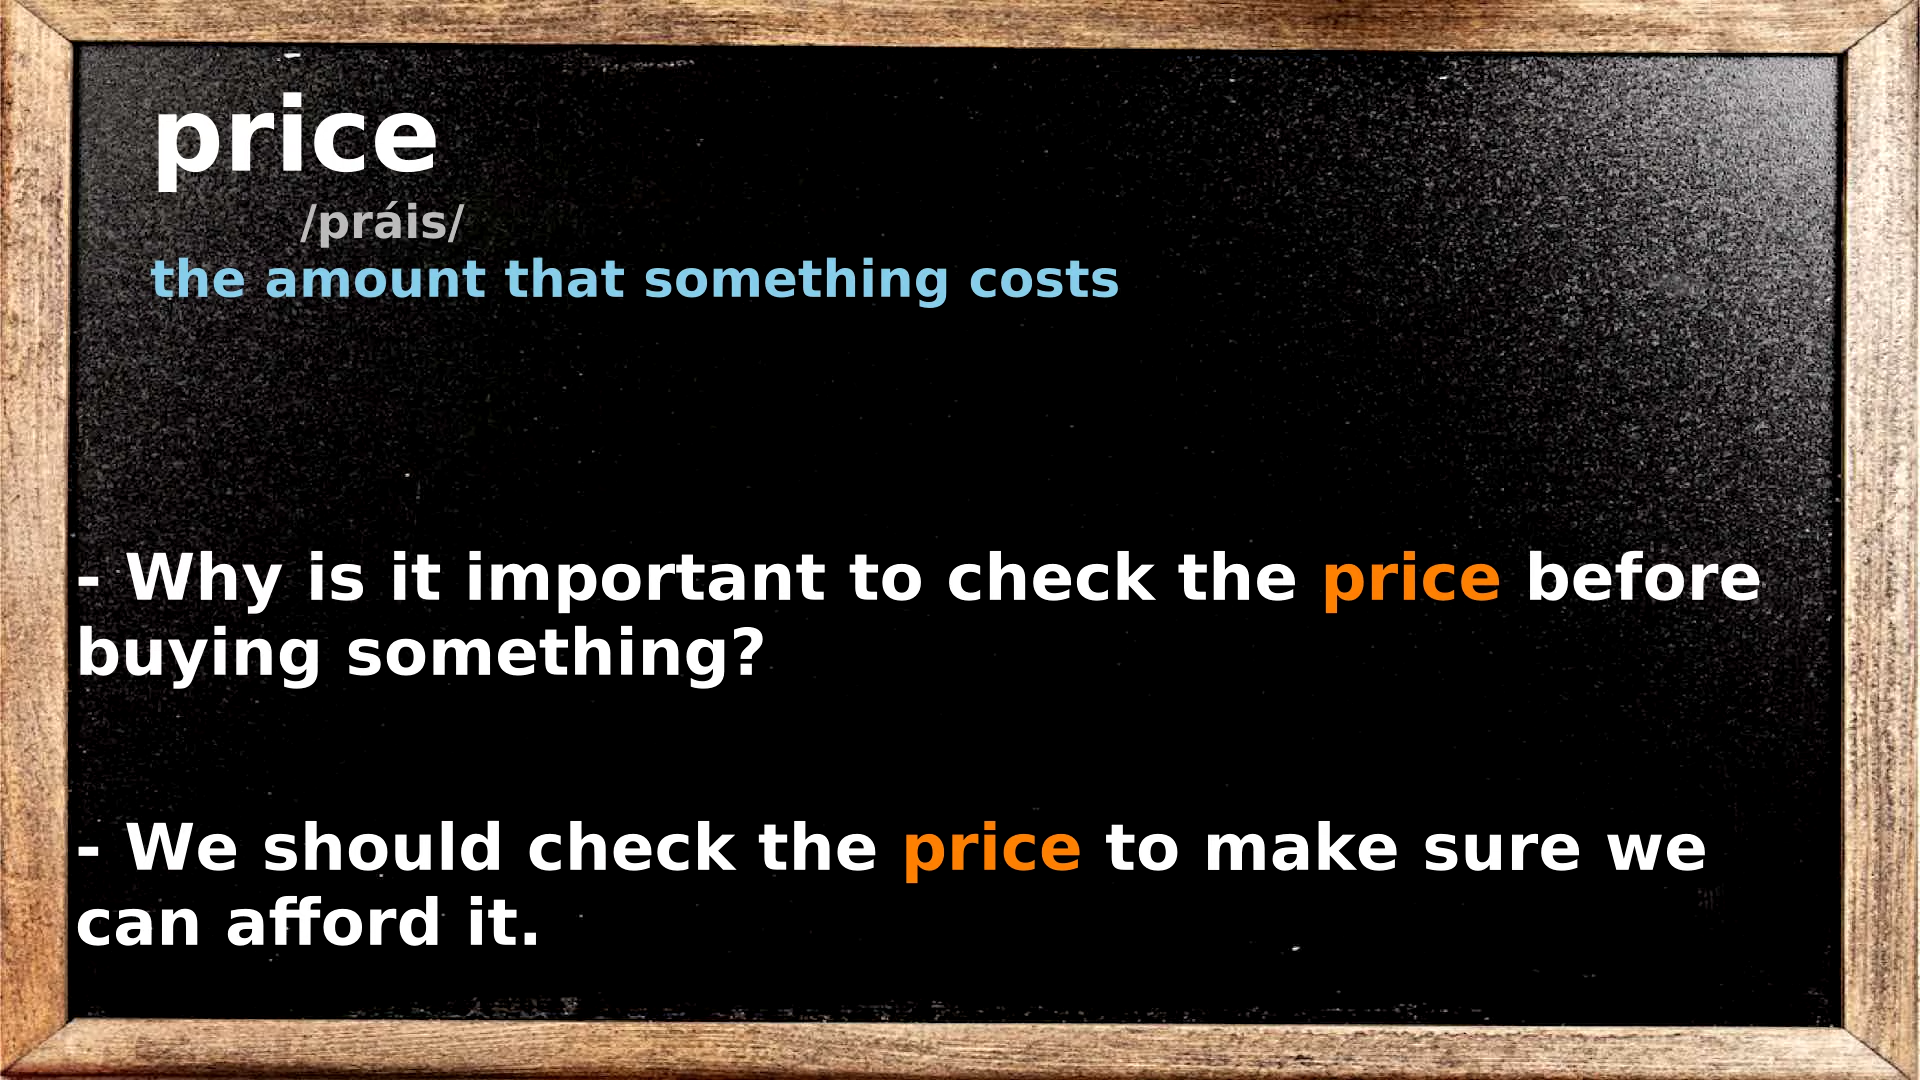 price
/práis/
the amount that something costs
- Why is it important to check the price before
buying something?
- We should check the price to make sure we
can afford it.